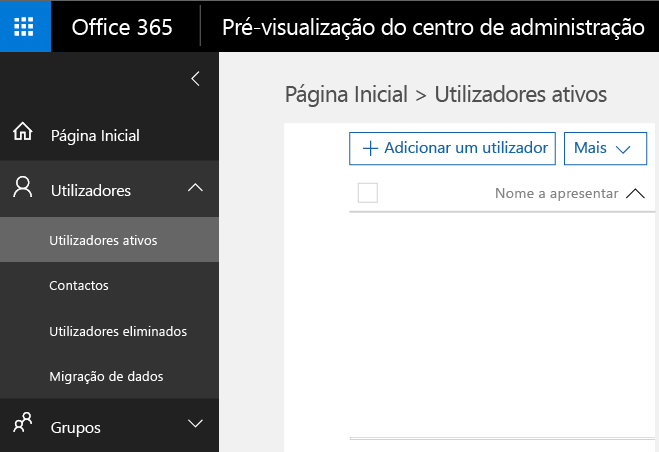 Office 365
Pré-visualização do centro de administração
Página Inicial
Utilizadores
Utilizadores ativos
Contactos
Utilizadores eliminados
Migração de dados
Grupos
Página Inicial > Utilizadores ativos
+ Adicionar um utilizador
Mais
Nome a apresentar